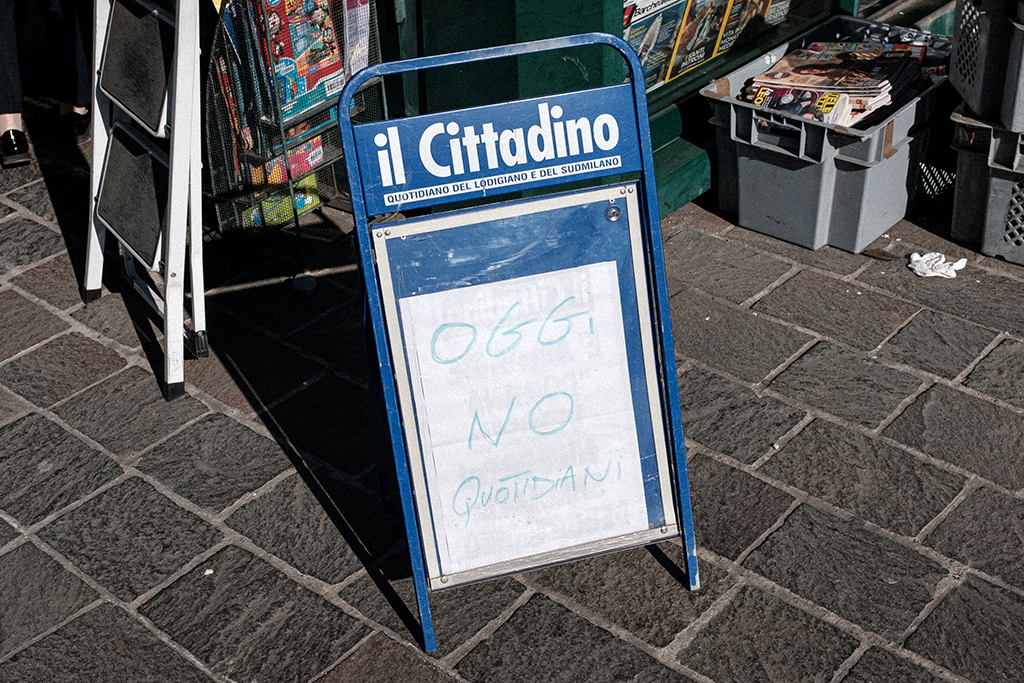 il Cittadino
QUOTIDIANO DEL LODIGIANO E DEL SUDMILANO
OGGI
NO
QUOTIDIANI